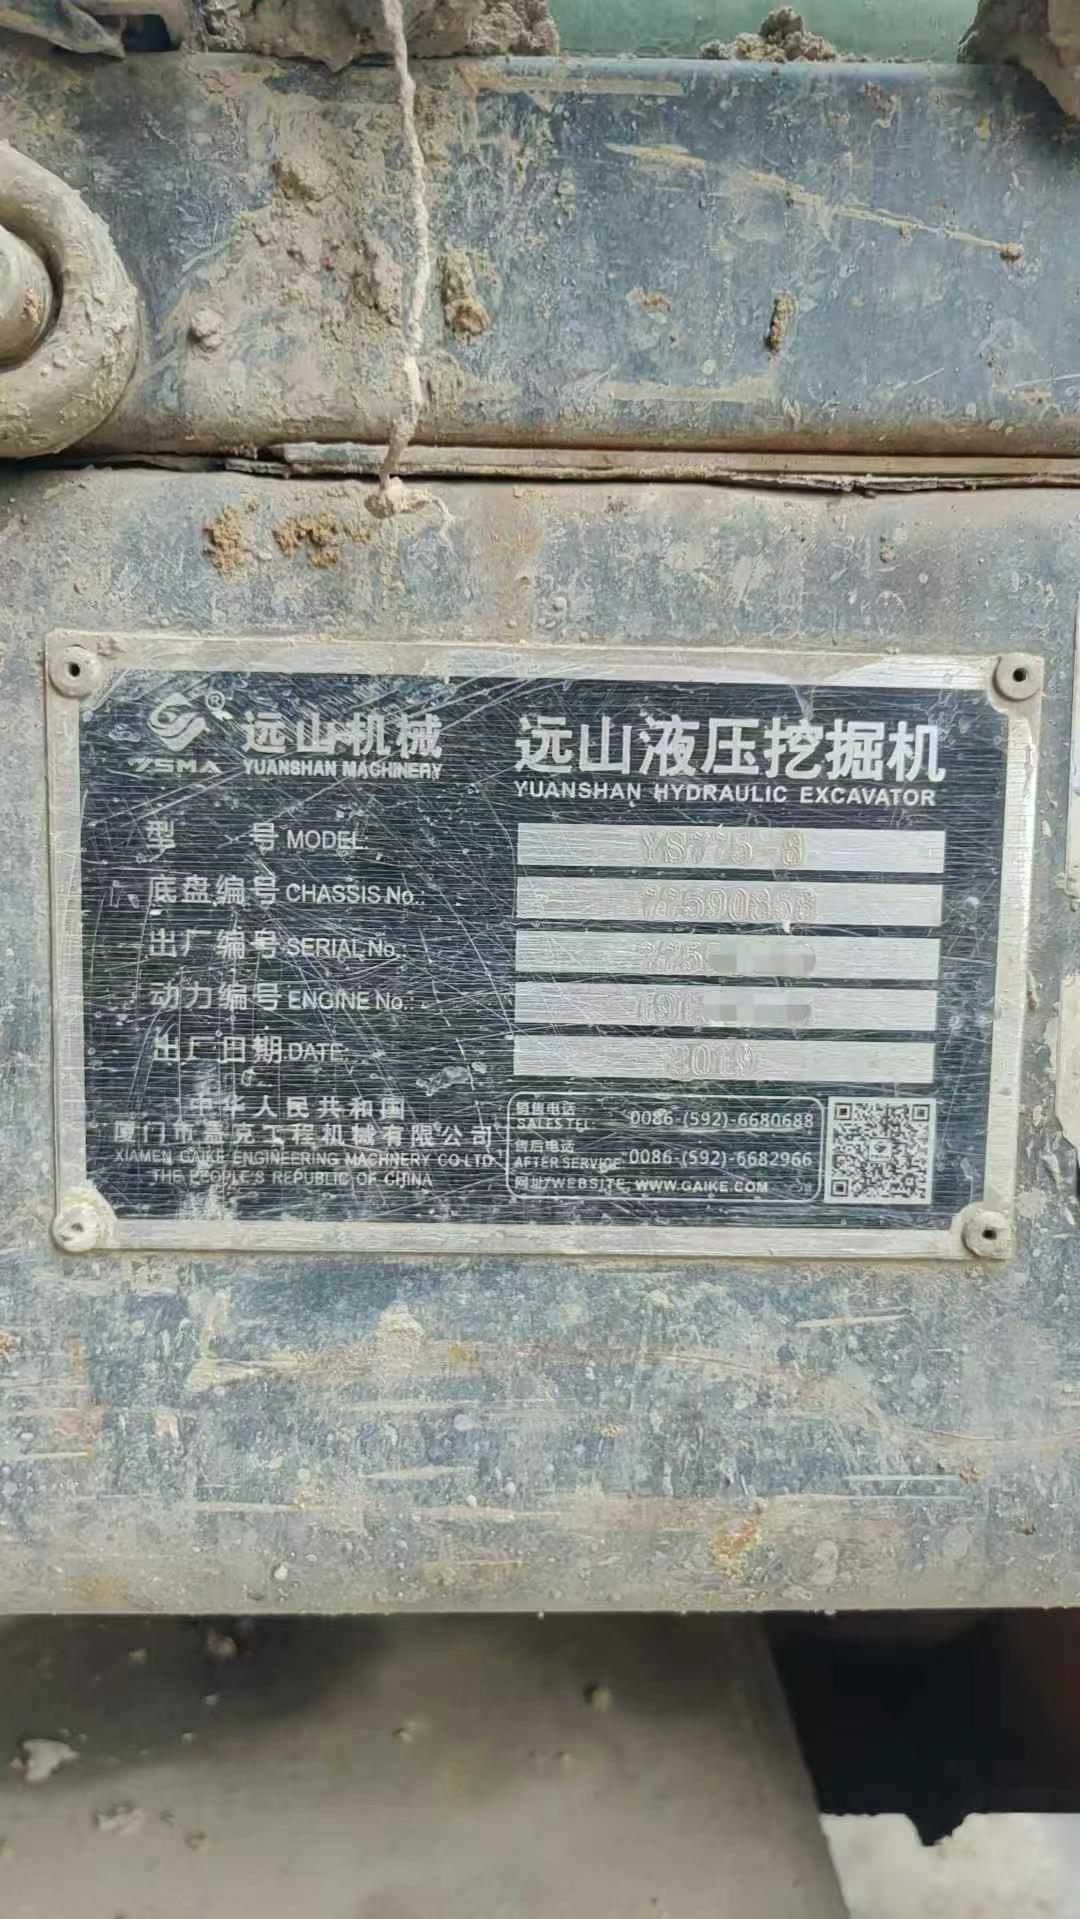 ® 远山机械
YSMA YUANSHAN MACHINERY
远山液压挖掘机
YUANSHAN HYDRAULIC EXCAVATOR
型 号 MODEL: YS775-8
底盘编号 CHASSIS No.:
出厂编号 SERIAL No.:
动力编号 ENGINE No.:
出厂日期 DATE: 2019
中华人民共和国
厦门市盖克工程机械有限公司
XIAMEN GAIKE ENGINEERING MACHINERY CO·LTD
THE PEOPLE'S REPUBLIC OF CHINA
销售电话
SALES TEL: 0086-(592)-6680688
售后电话
AFTER SERVICE: 0086-(592)-6682966
网址/WEBSITE: WWW.GAIKE.COM